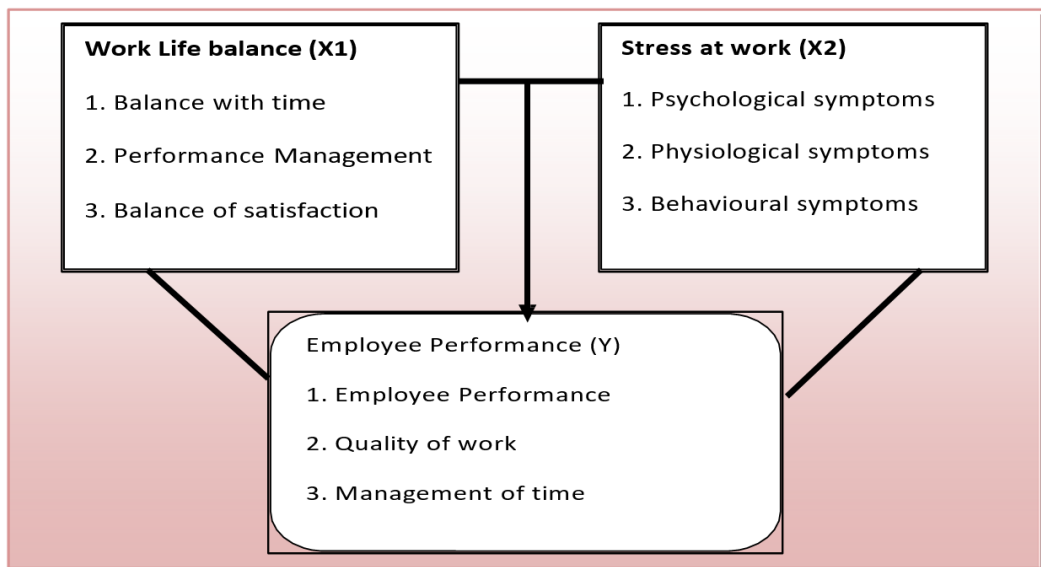 Work Life balance (X1)
1. Balance with time
2. Performance Management
3. Balance of satisfaction
Stress at work (X2)
1. Psychological symptoms
2. Physiological symptoms
3. Behavioural symptoms
Employee Performance (Y)
1. Employee Performance
2. Quality of work
3. Management of time